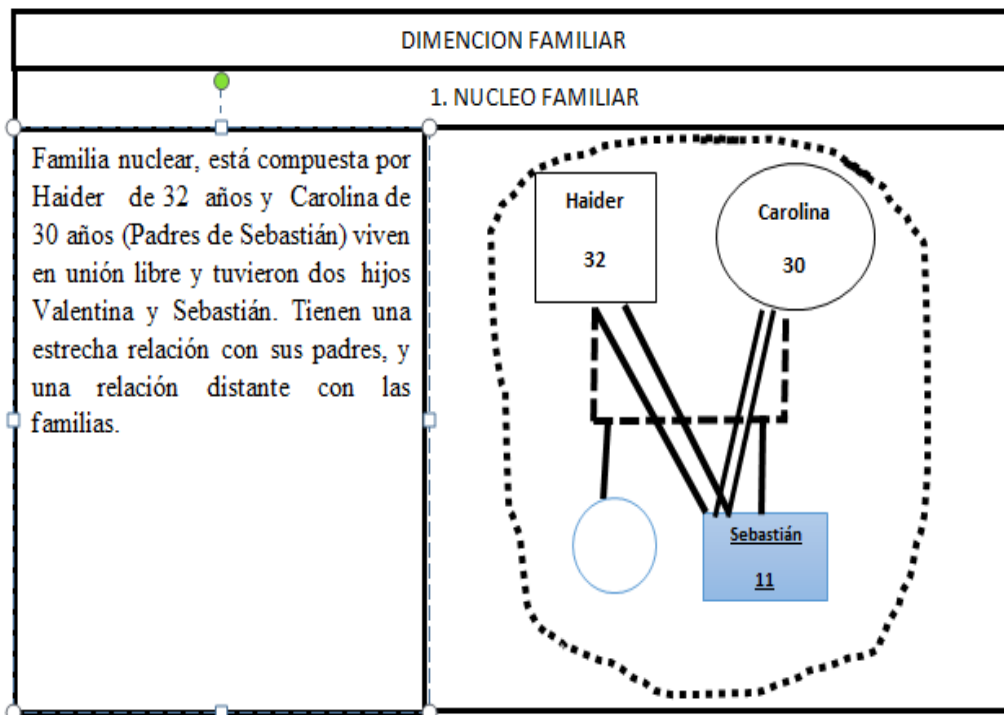 DIMENCION FAMILIAR
1. NUCLEO FAMILIAR
Familia nuclear, está compuesta por
Haider de 32 años y Carolina de
30 años (Padres de Sebastián) viven
en unión libre y tuvieron dos hijos
Valentina y Sebastián. Tienen una
estrecha relación con sus padres, y
una relación distante con las
familias.
Haider
32
Carolina
30
Sebastián
11